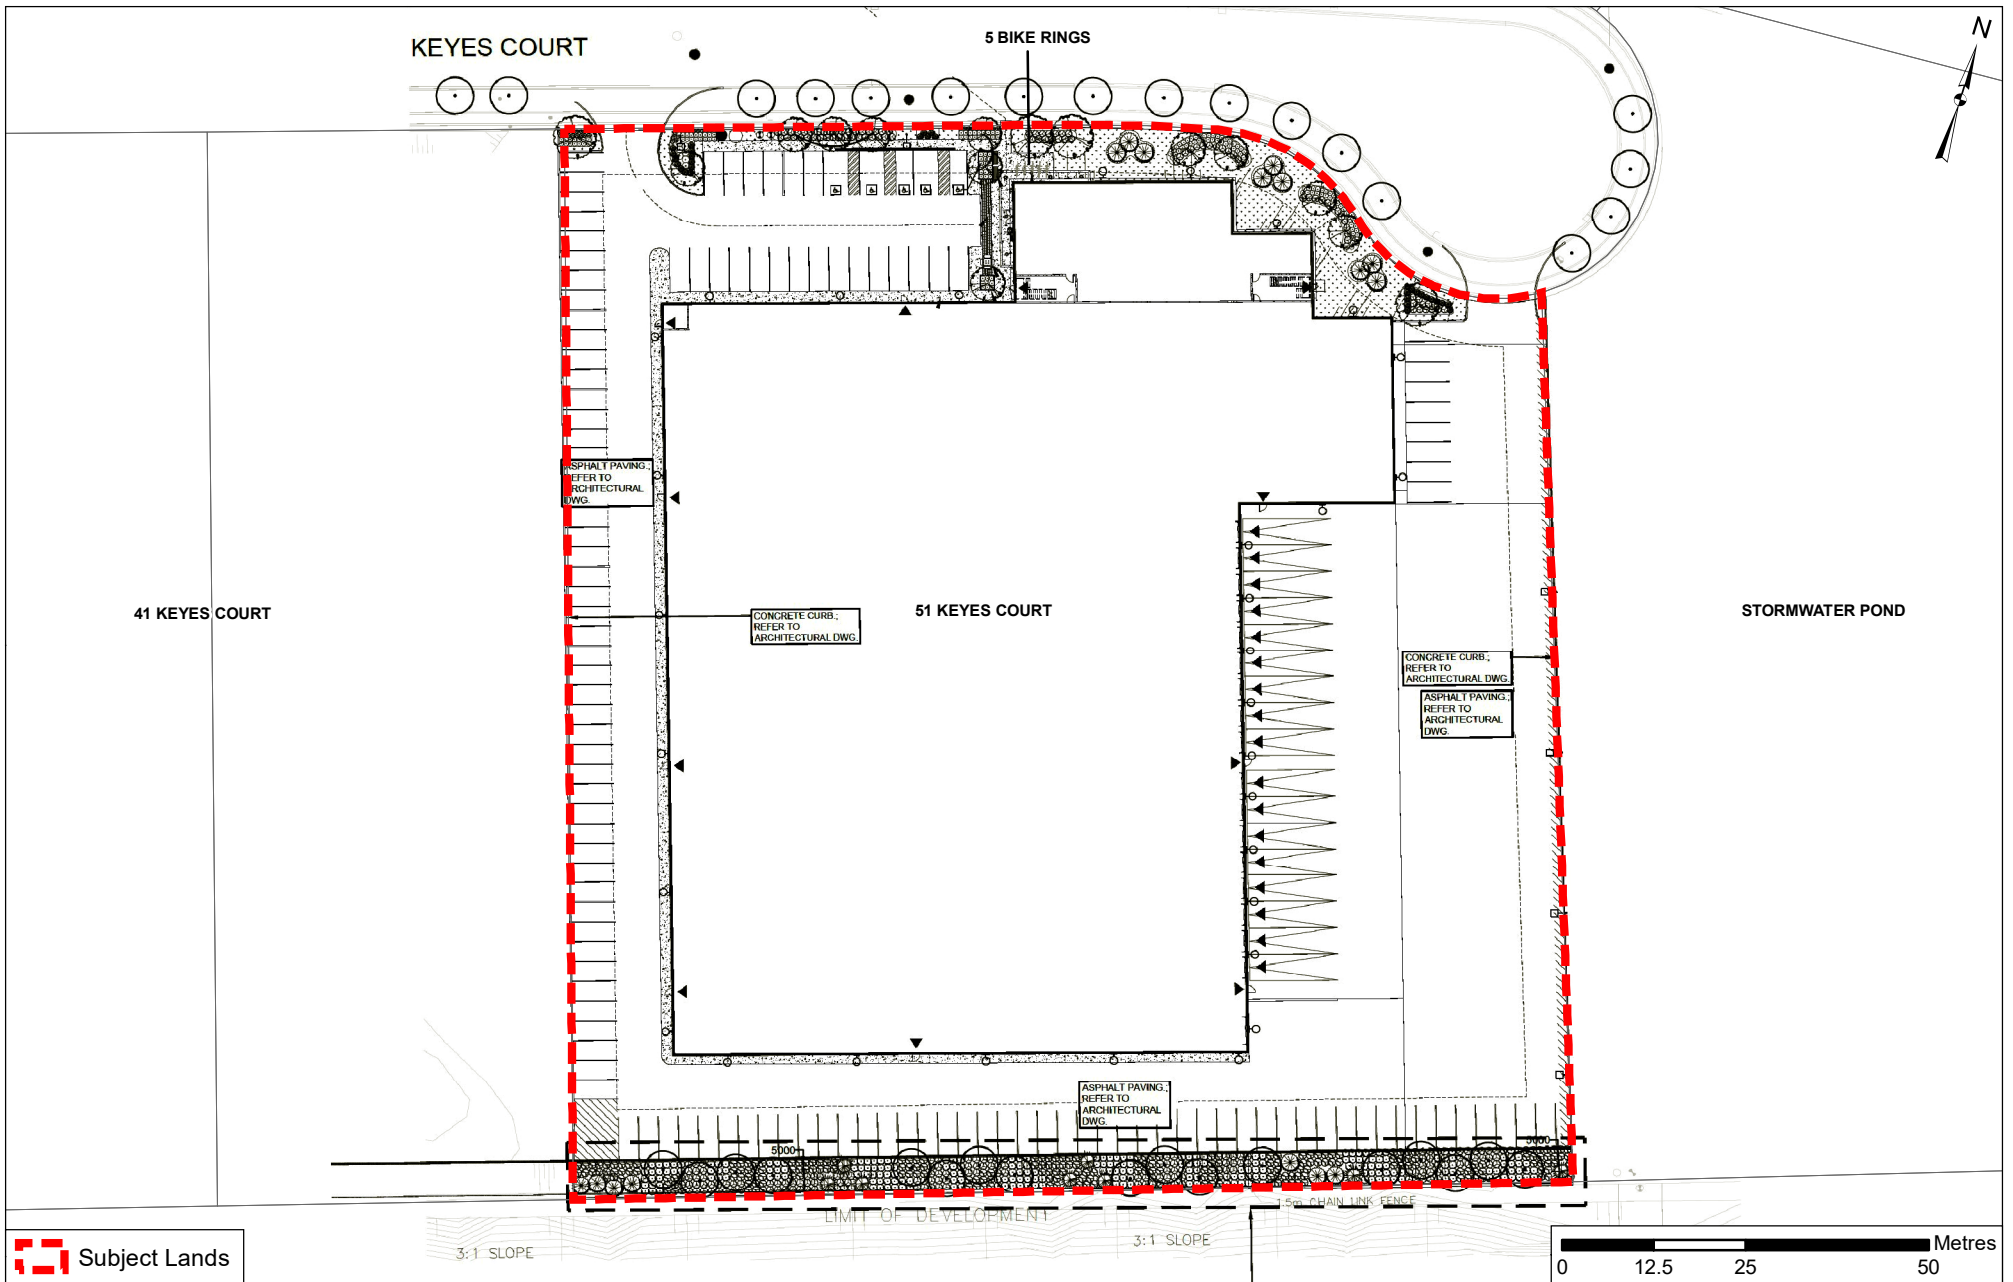 KEYES COURT
5 BIKE RINGS
N
ASPHALT PAVING.;
REFER TO
ARCHITECTURAL
DWG.
41 KEYES COURT
CONCRETE CURB.;
REFER TO
ARCHITECTURAL DWG.
51 KEYES COURT
STORMWATER POND
CONCRETE CURB.;
REFER TO
ARCHITECTURAL DWG.
ASPHALT PAVING.;
REFER TO
ARCHITECTURAL
DWG.
ASPHALT PAVING.;
REFER TO
ARCHITECTURAL
DWG.
5000
5000
1.5m CHAIN LINK FENCE
LIMIT OF DEVELOPMENT
3:1 SLOPE
3:1 SLOPE
Subject Lands
Metres
0 12.5 25 50